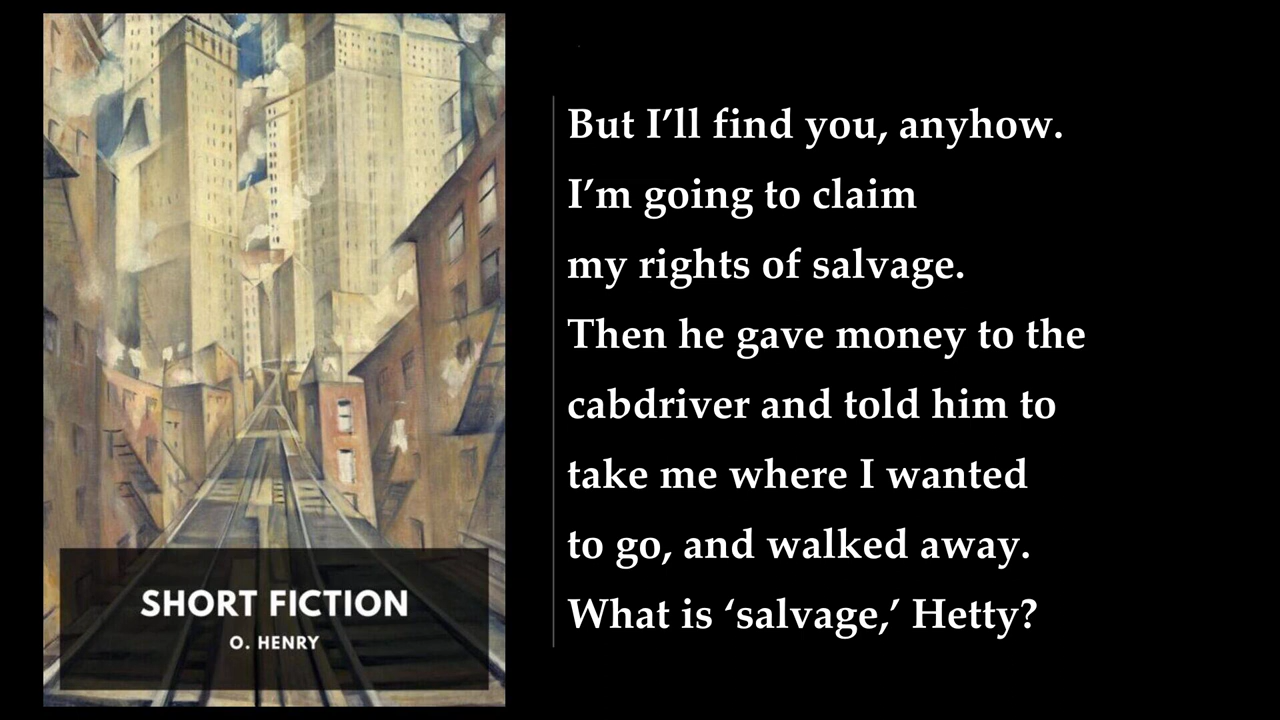 SHORT FICTION
O. HENRY
But I’ll find you, anyhow.
I’m going to claim
my rights of salvage.
Then he gave money to the
cabdriver and told him to
take me where I wanted
to go, and walked away.
What is ‘salvage,’ Hetty?